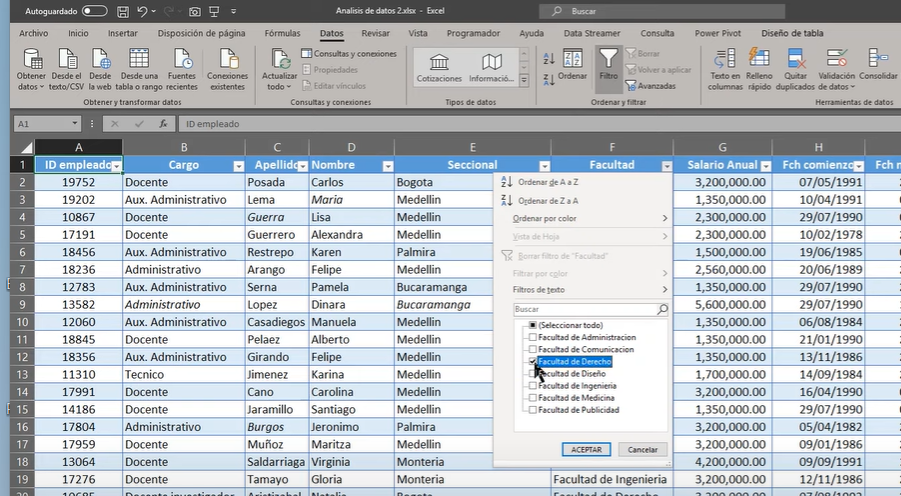 Autoguardado
Analisis de datos 2.xlsx - Excel
Buscar
Archivo Inicio Insertar Disposición de página Fórmulas Datos Revisar Vista Programador Ayuda Data Streamer Consulta Power Pivot Diseño de tabla
Obtener datos
Desde el texto/CSV
Desde la web
Desde una tabla o rango
Fuentes recientes
Conexiones existentes
Obtener y transformar datos
Actualizar todo
Consultas y conexiones
Propiedades
Editar vínculos
Consultas y conexiones
Cotizaciones
Informació...
Tipos de datos
Ordenar
Filtro
Borrar
Volver a aplicar
Avanzadas
Ordenar y filtrar
Texto en columnas
Relleno rápido
Quitar duplicados
Validación de datos
Consolidar
Herramientas de datos
A1 fx ID empleado
A B C D E F G H
1 ID empleado Cargo Apellido Nombre Seccional Facultad Salario Anual Fch comienzo Fch
2 19752 Docente Posada Carlos Bogota 3,200,000.00 07/05/1991
3 19202 Aux. Administrativo Lema Maria Medellin 1,350,000.00 10/04/1991
4 10867 Docente Guerra Lisa Medellin 2,300,000.00 29/07/1990
5 17191 Docente Guerrero Alexandra Medellin 2,300,000.00 10/02/1978
6 18456 Aux. Administrativo Restrepo Karen Palmira 1,500,000.00 19/06/1985
7 18236 Administrativo Arango Felipe Medellin 2,560,000.00 20/06/1989
8 12783 Aux. Administrativo Serna Pamela Bucaramanga 1,350,000.00 29/07/1990
9 13582 Administrativo Lopez Dinara Bucaramanga 5,600,000.00 29/07/1990
10 12060 Aux. Administrativo Casadiegos Manuela Medellin 1,350,000.00 06/08/1984
11 18845 Docente Pelaez Alberto Medellin 1,350,000.00 21/01/1990
12 18356 Aux. Administrativo Girando Felipe Medellin 1,350,000.00 13/11/1986
13 11310 Tecnico Jimenez Karina Medellin 1,700,000.00 14/09/1984
14 17991 Docente Cano Carolina Medellin 3,200,000.00 16/04/1990
15 14186 Docente Jaramillo Santiago Medellin 1,350,000.00 29/07/1990
16 17804 Administrativo Burgos Jeronimo Palmira 3,200,000.00 05/04/1982
17 17959 Docente Muñoz Maritza Medellin 3,200,000.00 09/01/1986
18 13064 Docente Saldarriaga Virginia Monteria 4,200,000.00 09/09/1991
19 17276 Docente Tamayo Gloria Monteria Facultad de Ingenieria 3,200,000.00 12/11/1986
Ordenar de A a Z
Ordenar de Z a A
Ordenar por color
Vista de Hoja
Borrar filtro de "Facultad"
Filtrar por color
Filtros de texto
Buscar
(Seleccionar todo)
Facultad de Administracion
Facultad de Comunicacion
Facultad de Derecho
Facultad de Diseño
Facultad de Ingenieria
Facultad de Medicina
Facultad de Publicidad
ACEPTAR Cancelar